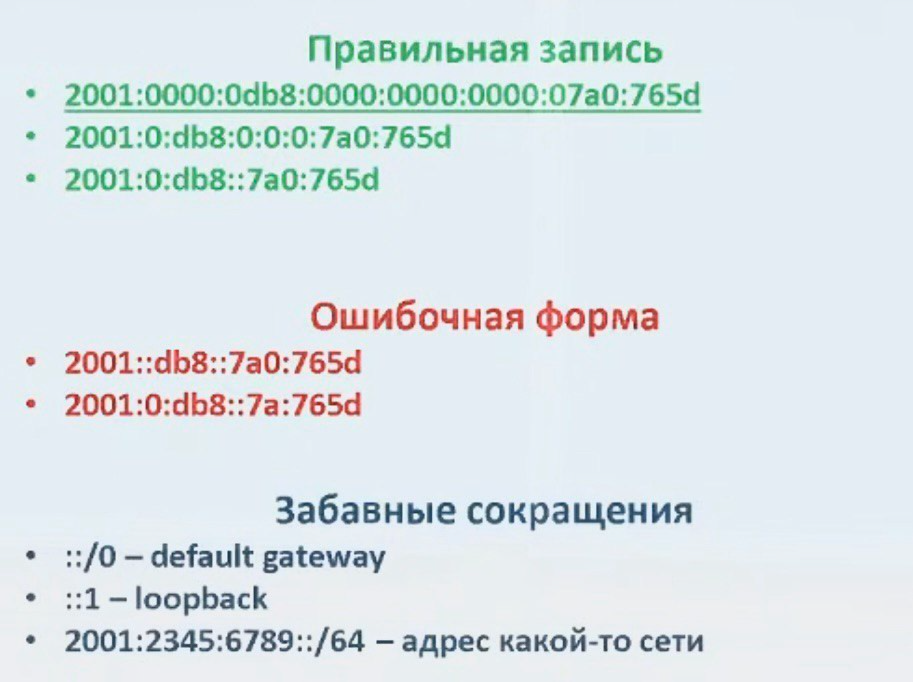 Правильная запись
• 2001:0000:0db8:0000:0000:0000:07a0:765d
• 2001:0:db8:0:0:0:7a0:765d
• 2001:0:db8::7a0:765d
Ошибочная форма
• 2001::db8::7a0:765d
• 2001:0:db8::7a:765d
Забавные сокращения
• ::/0 – default gateway
• ::1 – loopback
• 2001:2345:6789::/64 – адрес какой-то сети